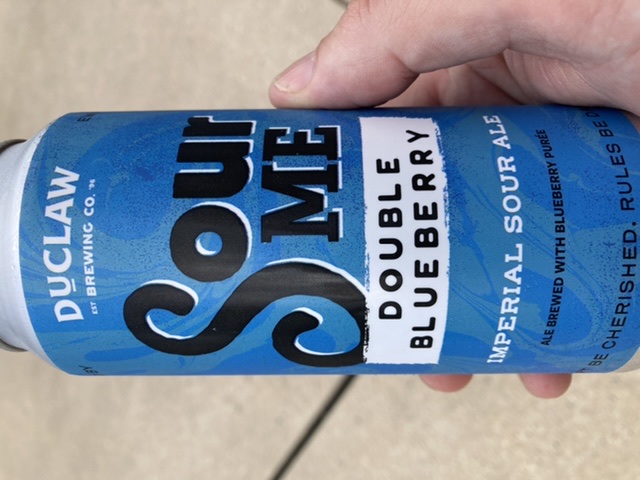 DUCLAW
EST BREWING CO. '96
Sour
ME
DOUBLE
BLUEBERRY
IMPERIAL SOUR ALE
ALE BREWED WITH BLUEBERRY PURÉE
BE CHERISHED. RULES BE